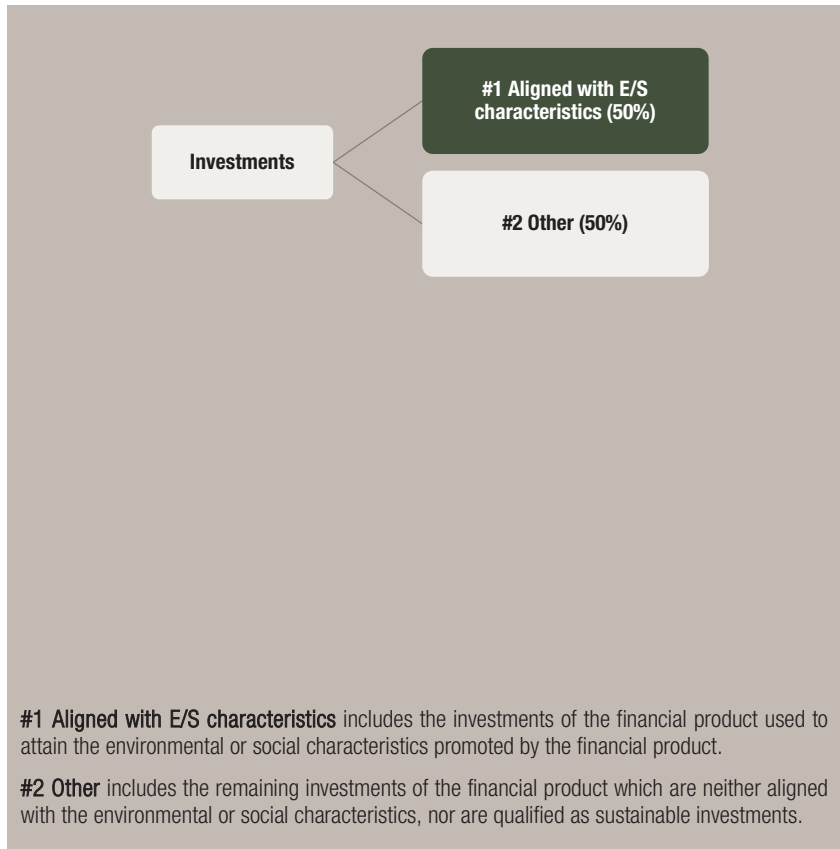 #1 Aligned with E/S
characteristics (50%)
Investments
#2 Other (50%)
#1 Aligned with E/S characteristics includes the investments of the financial product used to
attain the environmental or social characteristics promoted by the financial product.
#2 Other includes the remaining investments of the financial product which are neither aligned
with the environmental or social characteristics, nor are qualified as sustainable investments.